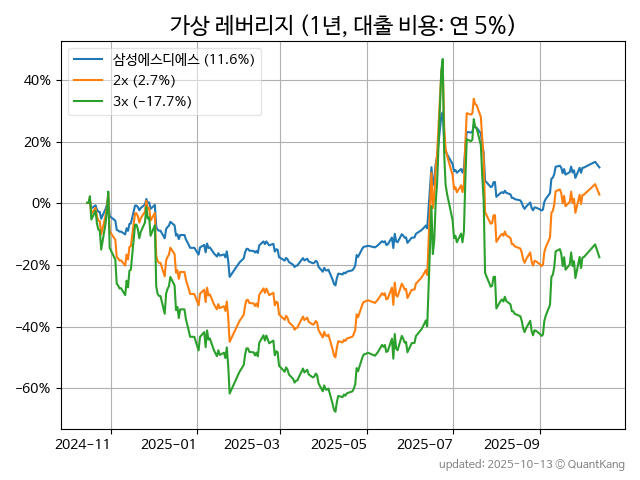 가상 레버리지 (1년, 대출 비용: 연 5%)
삼성에스디에스 (11.6%)
2x (2.7%)
3x (−17.7%)
40%
20%
0%
−20%
−40%
−60%
2024-11 2025-01 2025-03 2025-05 2025-07 2025-09
updated: 2025-10-13 © QuantKang